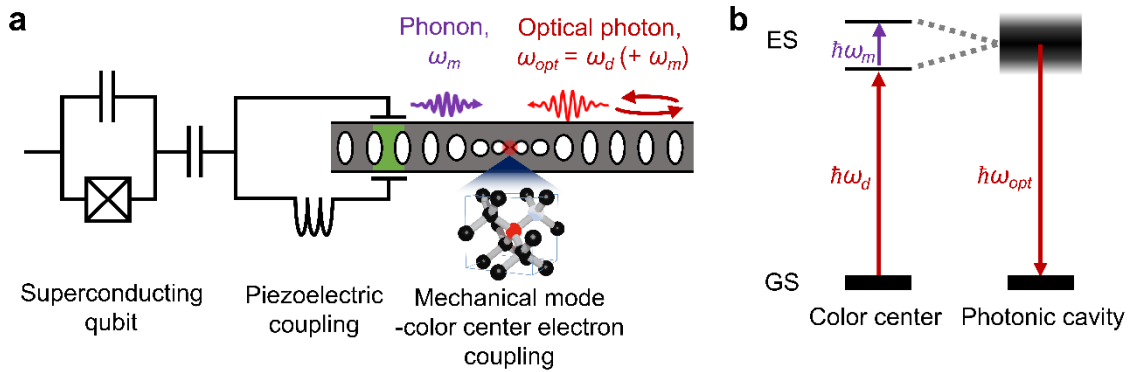 a
Phonon,
ωm
Optical photon,
ωopt = ωd (+ ωm)
Superconducting
qubit
Piezoelectric
coupling
Mechanical mode
-color center electron
coupling
b
ES
ħωm
ħωd
ħωopt
GS
Color center
Photonic cavity